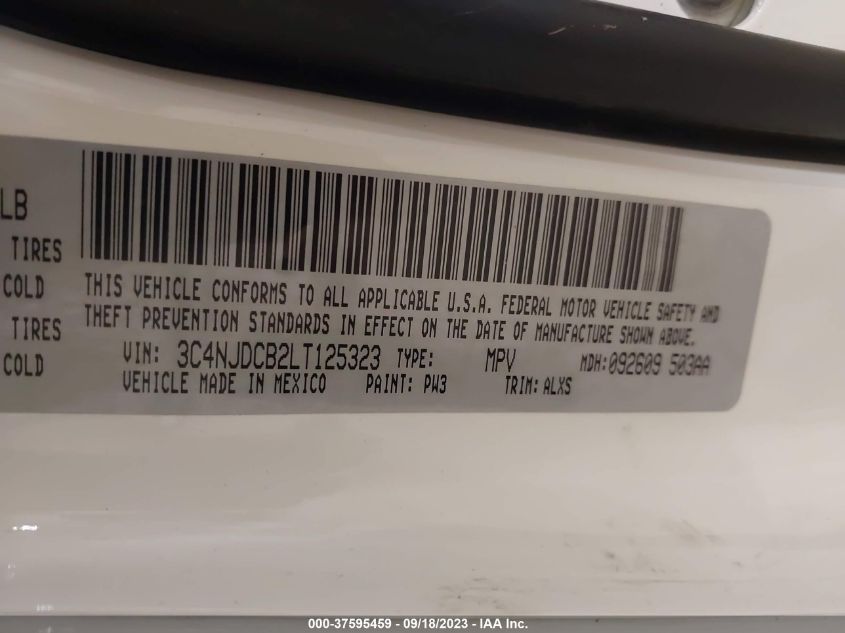 LB
TIRES
COLD
TIRES
COLD
THIS VEHICLE CONFORMS TO ALL APPLICABLE U.S.A. FEDERAL MOTOR VEHICLE SAFETY AND
THEFT PREVENTION STANDARDS IN EFFECT ON THE DATE OF MANUFACTURE SHOWN ABOVE.
VIN: 3C4NJDCB2LT125323 TYPE: MPV MDH:092609 503AA
VEHICLE MADE IN MEXICO PAINT: PW3 TRIM: ALXS
000-37595459 - 09/18/2023 - IAA Inc.